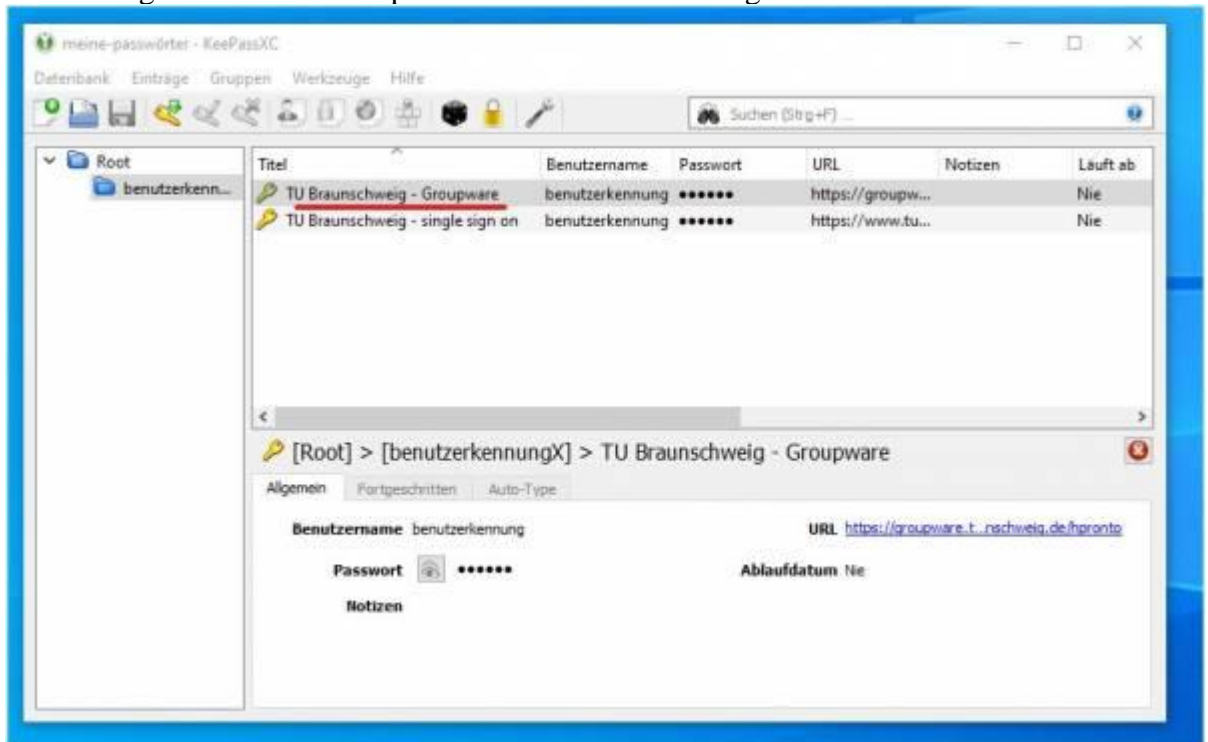 meine-passwörter - KeePassXC
Datenbank Einträge Gruppen Werkzeuge Hilfe
Suchen (Strg+F) ...
Root
benutzerkenn...
Titel Benutzername Passwort URL Notizen Läuft ab
TU Braunschweig - Groupware benutzerkennung ●●●●●● https://groupw... Nie
TU Braunschweig - single sign on benutzerkennung ●●●●●● https://www.tu... Nie
[Root] > [benutzerkennungX] > TU Braunschweig - Groupware
Allgemein Fortgeschritten Auto-Type
Benutzername benutzerkennung URL https://groupware.t...nschweig.de/hpronto
Passwort ●●●●●● Ablaufdatum Nie
Notizen